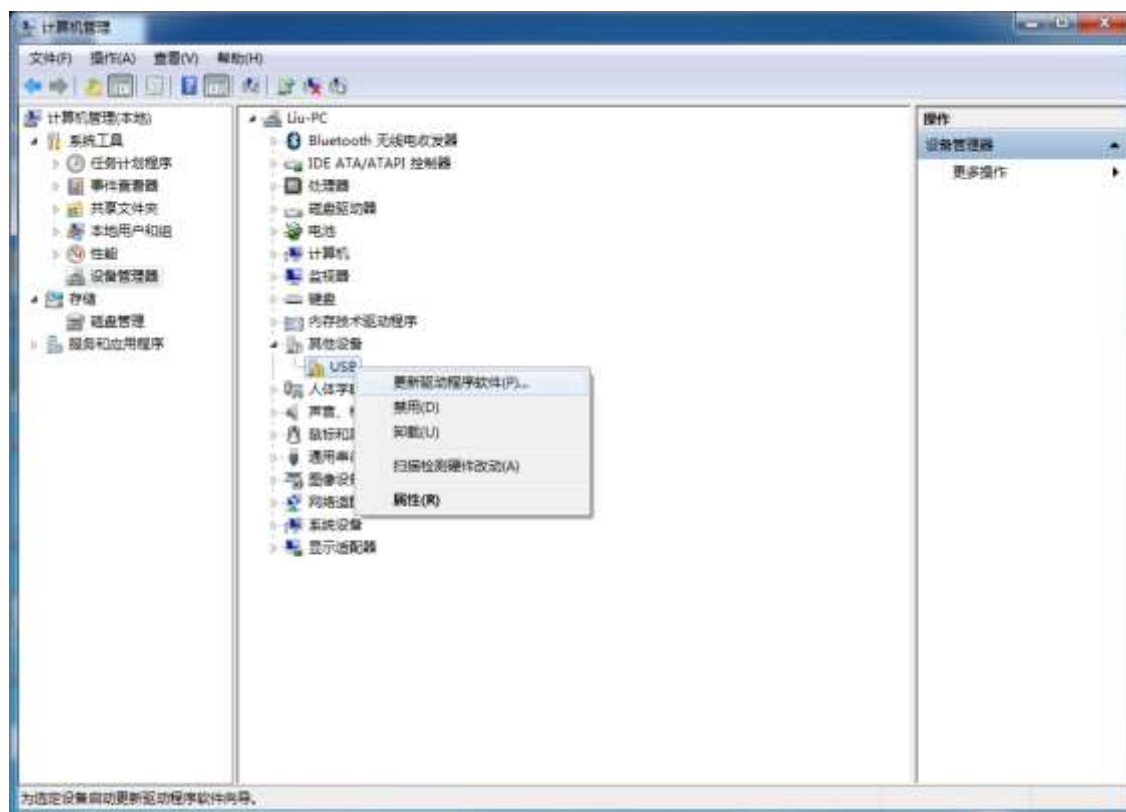 计算机管理
文件(F) 操作(A) 查看(V) 帮助(H)
计算机管理(本地)
系统工具
任务计划程序
事件查看器
共享文件夹
本地用户和组
性能
设备管理器
存储
磁盘管理
服务和应用程序
Liu-PC
Bluetooth 无线电收发器
IDE ATA/ATAPI 控制器
处理器
磁盘驱动器
电池
计算机
监视器
键盘
内存技术驱动程序
其他设备
USB
人体学
声音、
鼠标和
通用串
图像设
网络适
系统设备
显示适配器
更新驱动程序软件(P)...
禁用(D)
卸载(U)
扫描检测硬件改动(A)
属性(R)
操作
设备管理器
更多操作
为选定设备启动更新驱动程序软件向导。